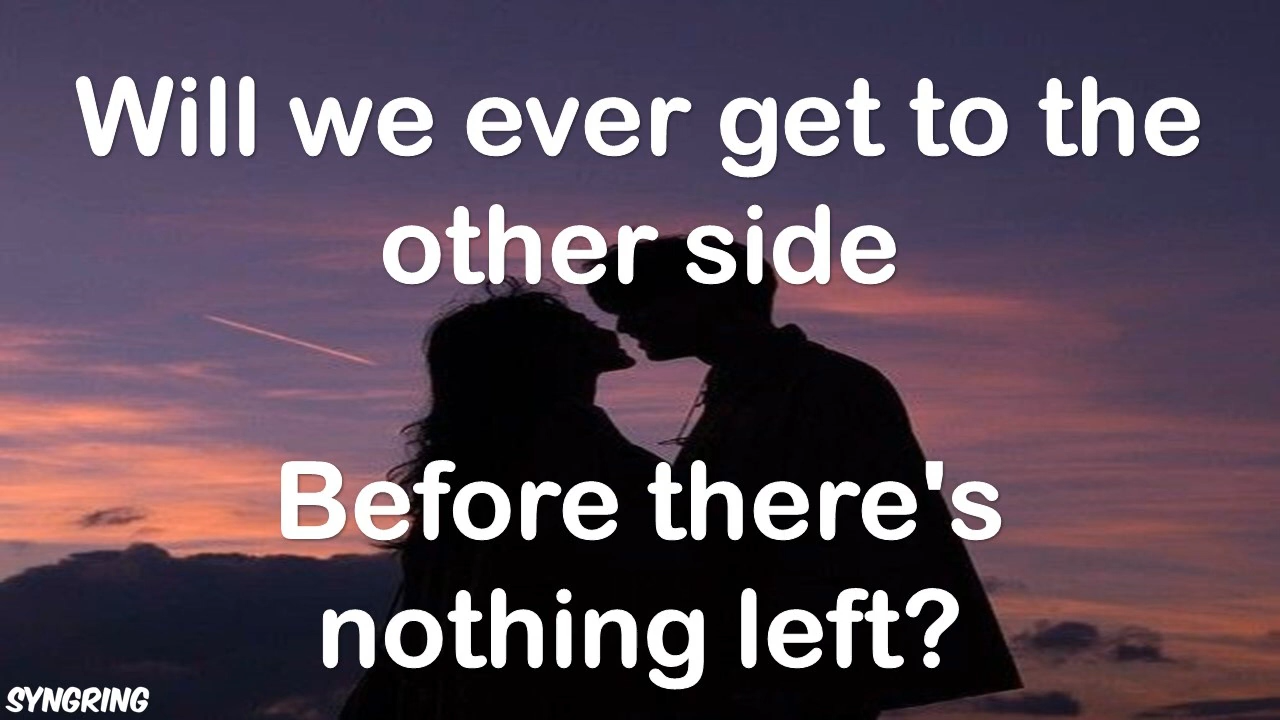 Will we ever get to the
other side
Before there's
nothing left?
SYNGRING